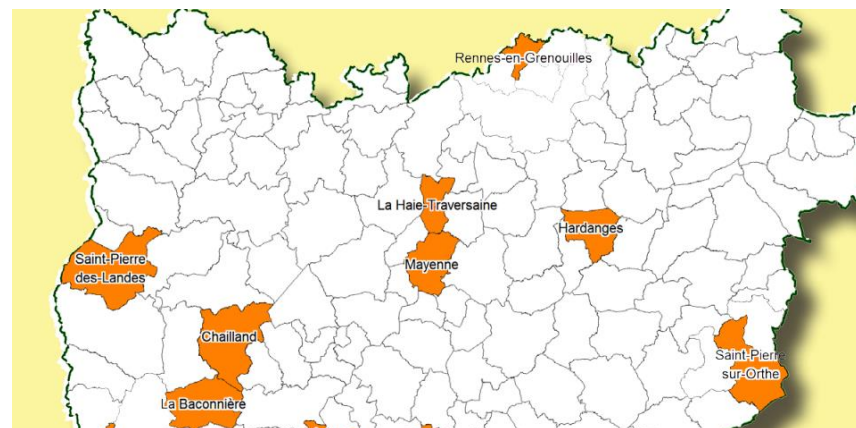 Rennes-en-Grenouilles
La Haie-Traversaine
Hardanges
Saint-Pierre
des-Landes
Mayenne
Chailland
Saint-Pierre
sur-Orthe
La Baconnière